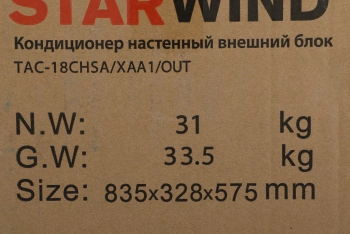 STARWIND
Кондиционер настенный внешний блок
TAC-18CHSA/XAA1/OUT
N.W: 31 kg
G.W: 33.5 kg
Size: 835x328x575 mm